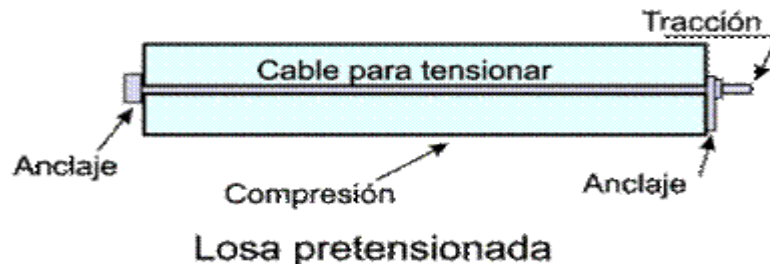 Tracción
Cable para tensionar
Anclaje
Compresión
Anclaje
Losa pretensionada